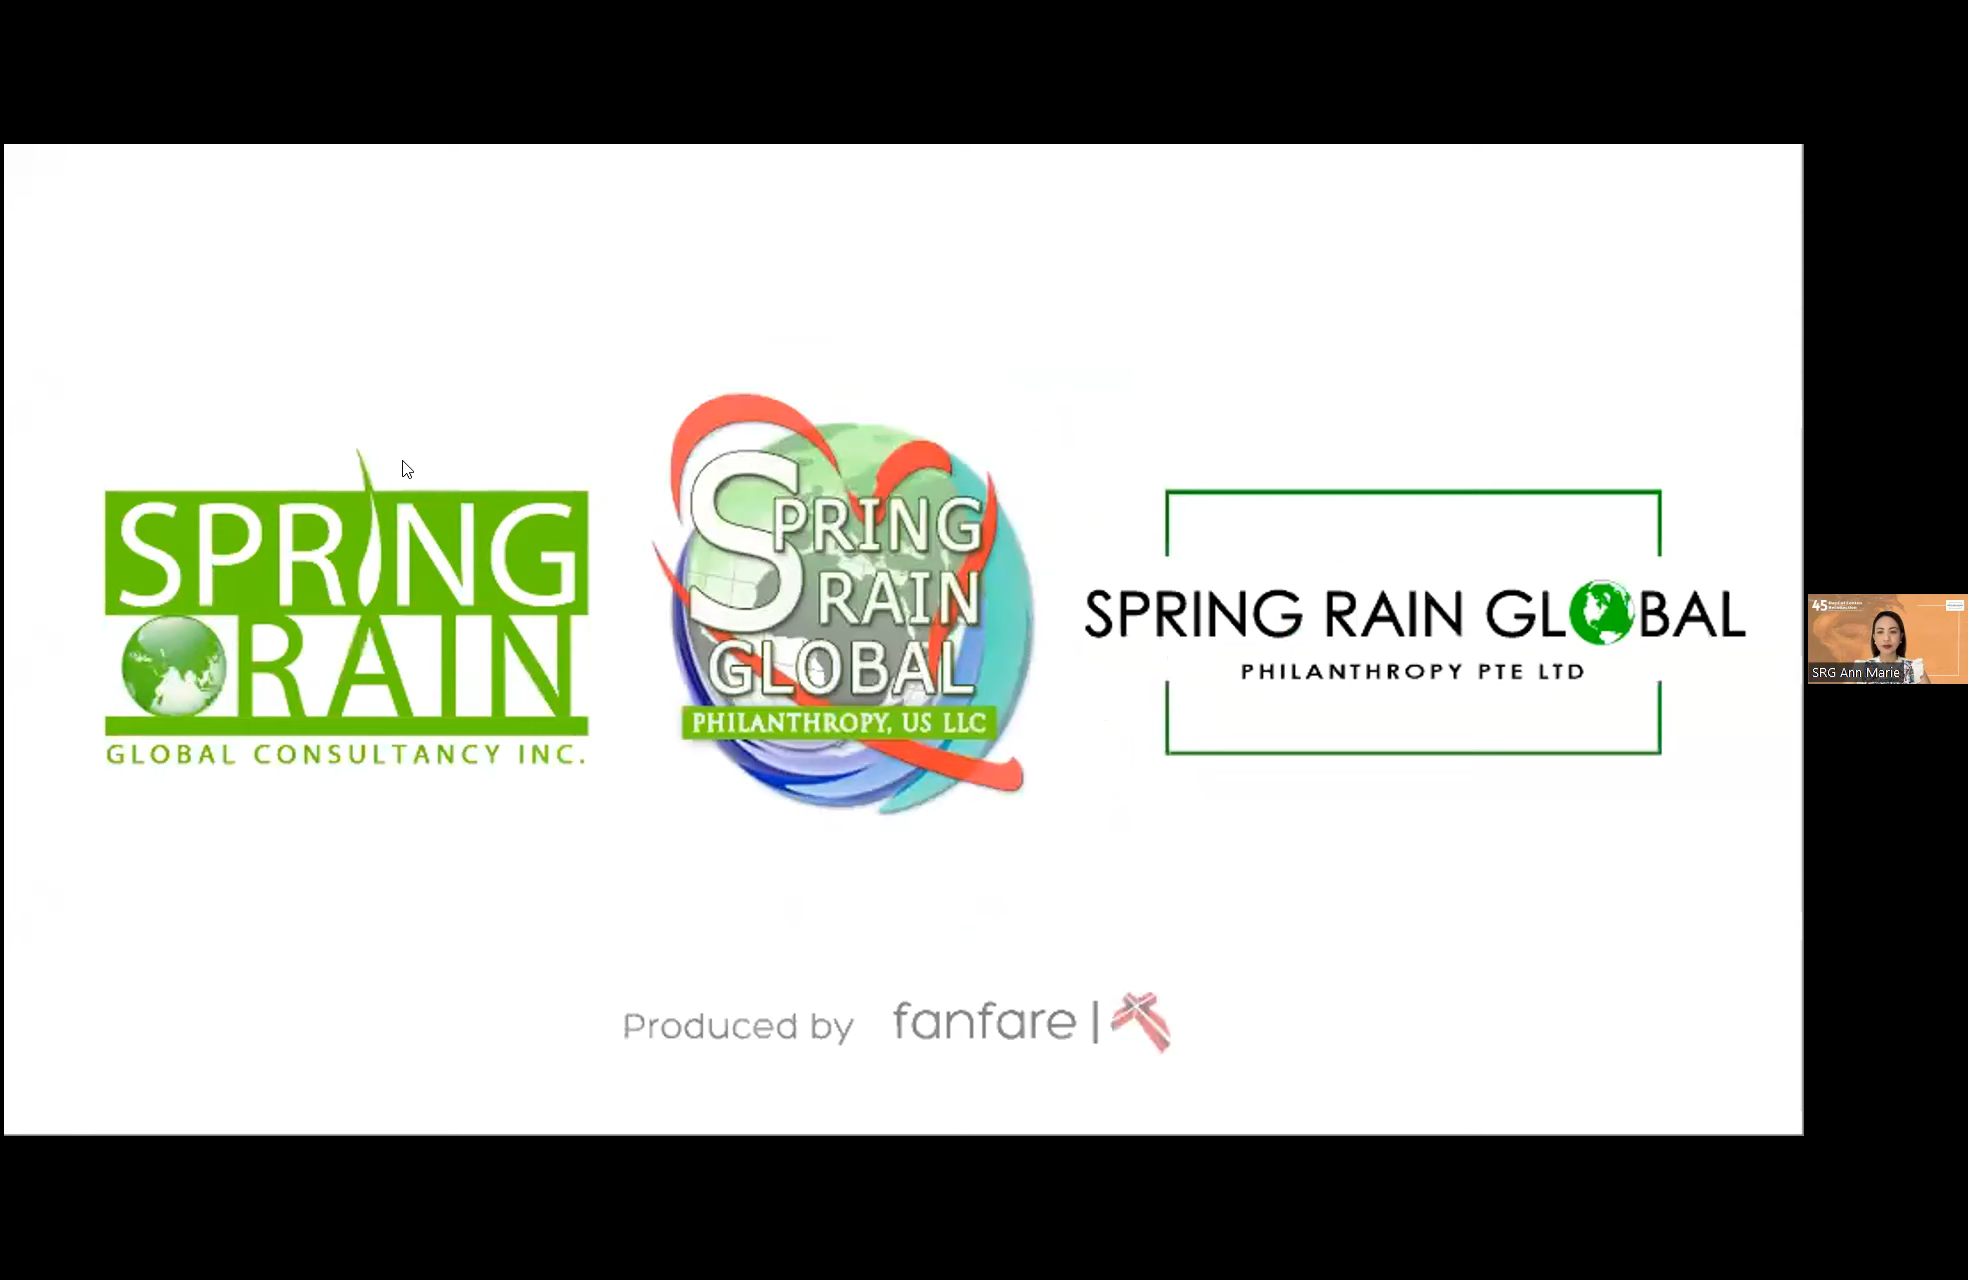 SPRING
RAIN
GLOBAL CONSULTANCY INC.
SPRING
RAIN
GLOBAL
PHILANTHROPY, US LLC
SPRING RAIN GLOBAL
PHILANTHROPY PTE LTD
Produced by fanfare |
45
SRG Ann Marie